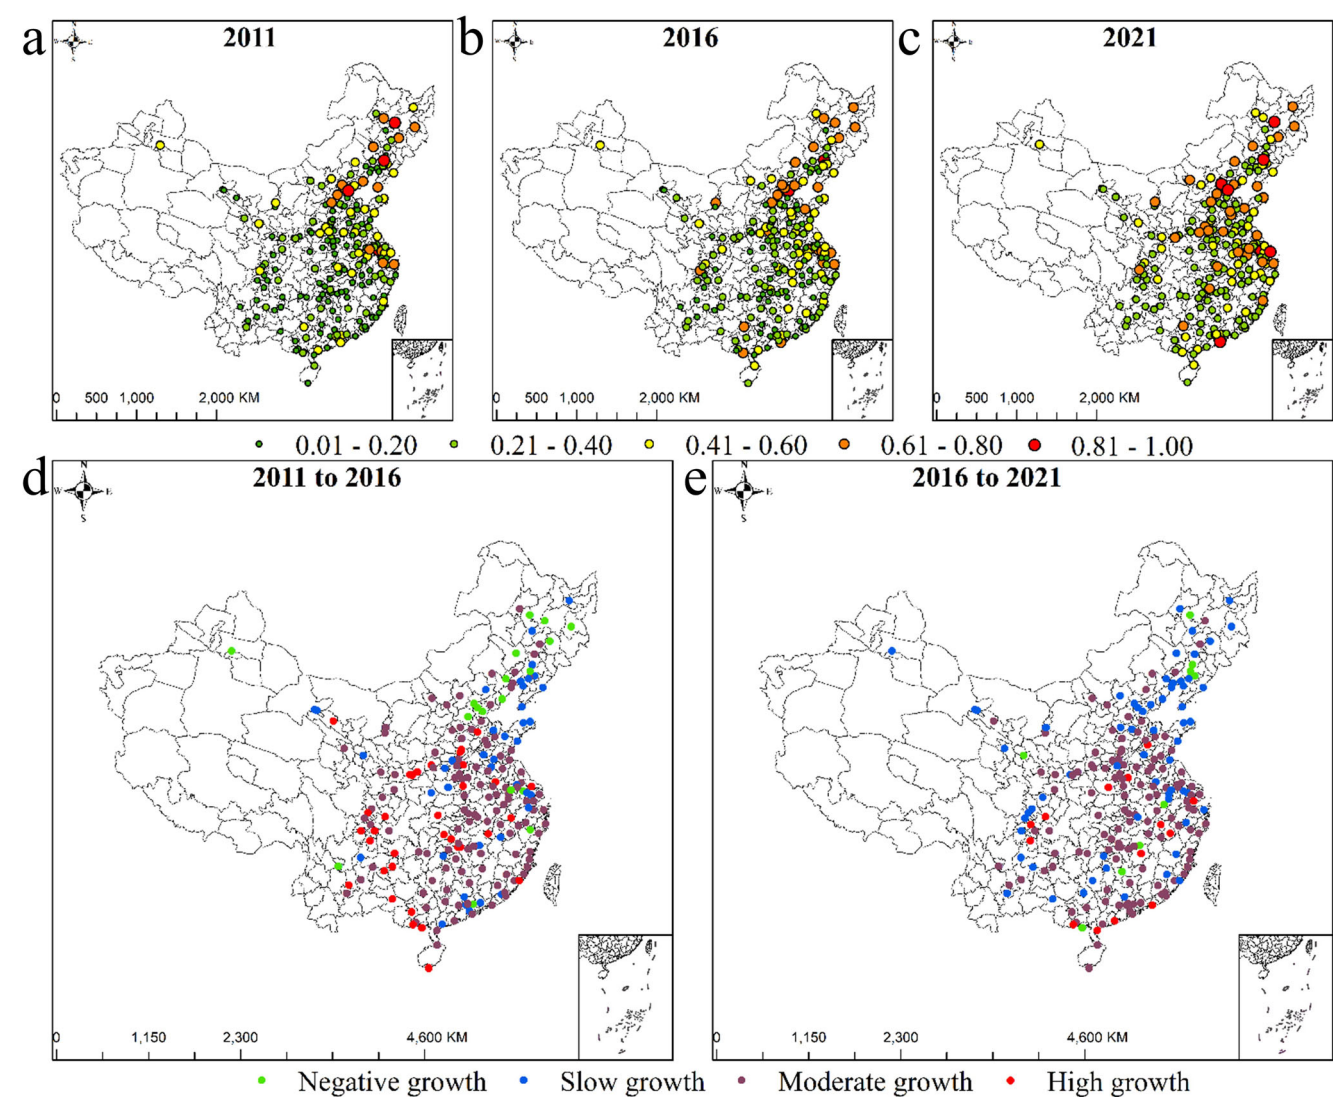 a
N
W E
2011
0 500 1,000 2,000 KM
b
N
W E
2016
0 500 1,000 2,000 KM
c
N
W E
2021
0 500 1,000 2,000 KM
0.01 - 0.20 0.21 - 0.40 0.41 - 0.60 0.61 - 0.80 0.81 - 1.00
d
N
W E
S
2011 to 2016
0 1,150 2,300 4,600 KM
e
N
W E
S
2016 to 2021
0 1,150 2,300 4,600 KM
Negative growth Slow growth Moderate growth High growth